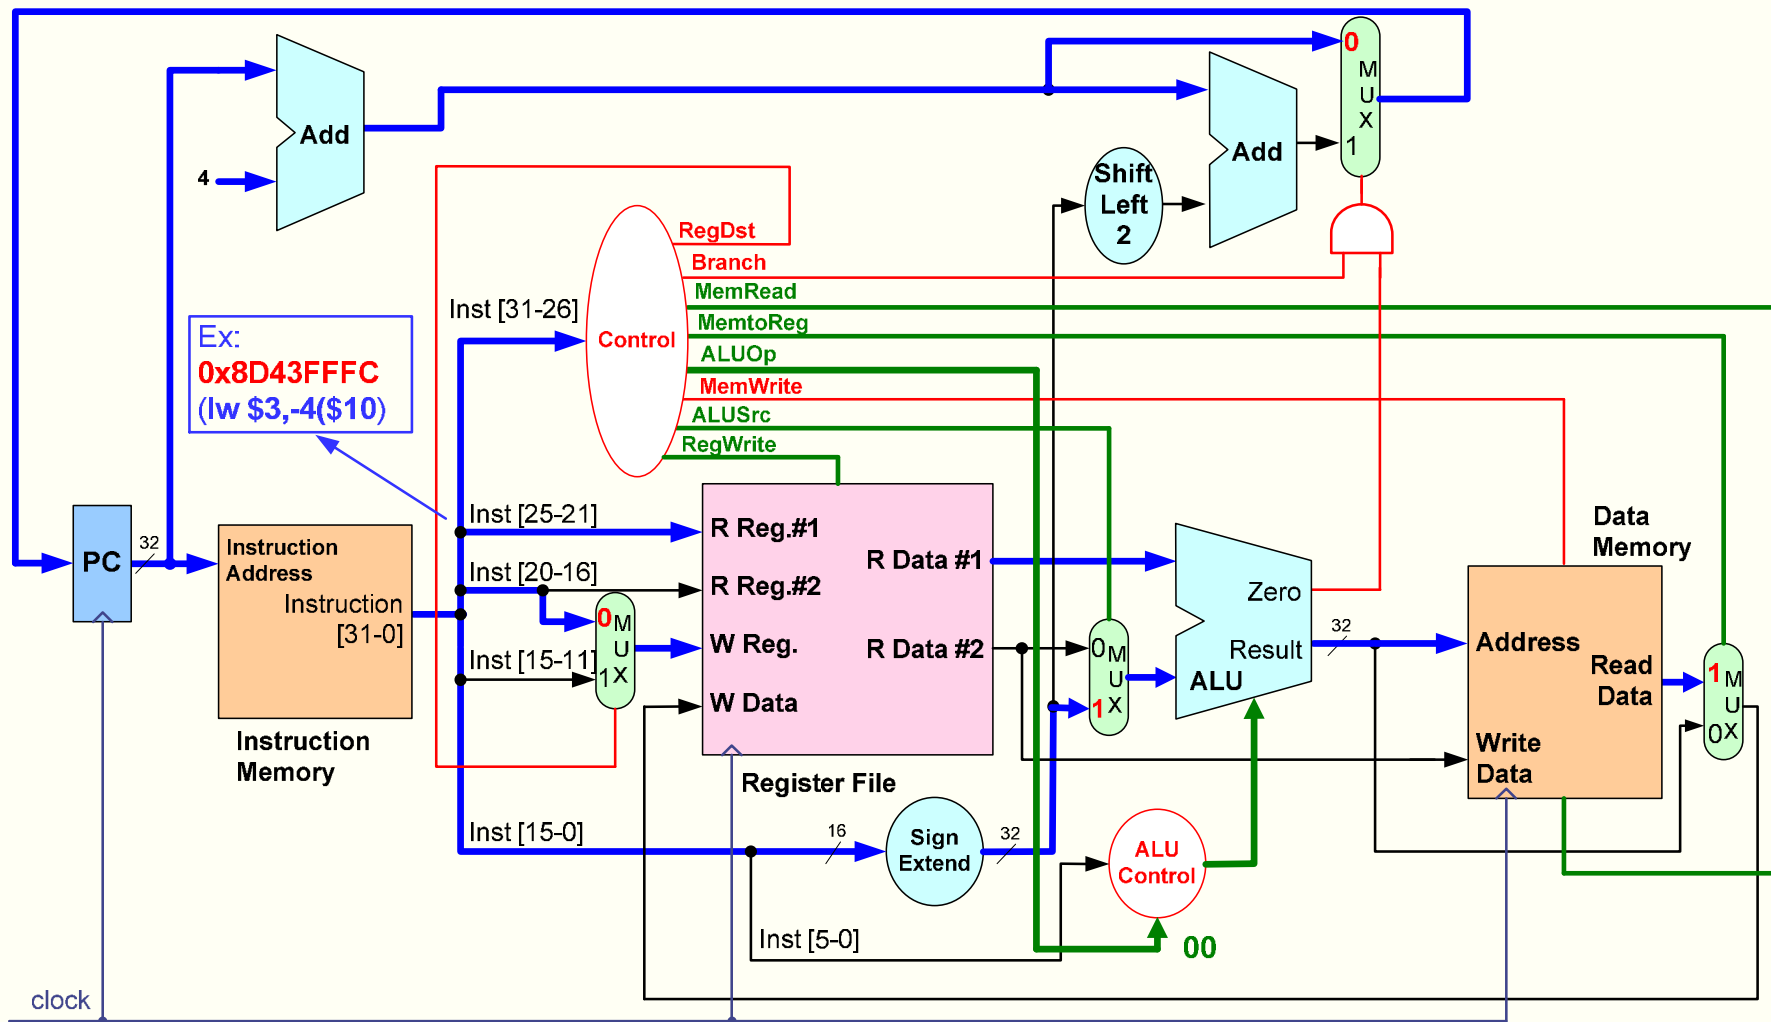 0
M
U
X
1
Add
4
Add
Shift
Left
2
RegDst
Branch
MemRead
MemtoReg
ALUOp
MemWrite
ALUSrc
RegWrite
Inst [31-26]
Control
Ex:
0x8D43FFFC
(lw $3,-4($10)
PC
32
Instruction
Address
Instruction
[31-0]
Instruction
Memory
Inst [25-21]
Inst [20-16]
Inst [15-11]
Inst [15-0]
0
M
U
1
X
R Reg.#1
R Reg.#2
W Reg.
W Data
R Data #1
R Data #2
Register File
0
M
U
1
X
Zero
Result
ALU
32
Data
Memory
Address
Read
Data
Write
Data
1
M
U
0
X
16
Sign
Extend
32
ALU
Control
00
Inst [5-0]
clock